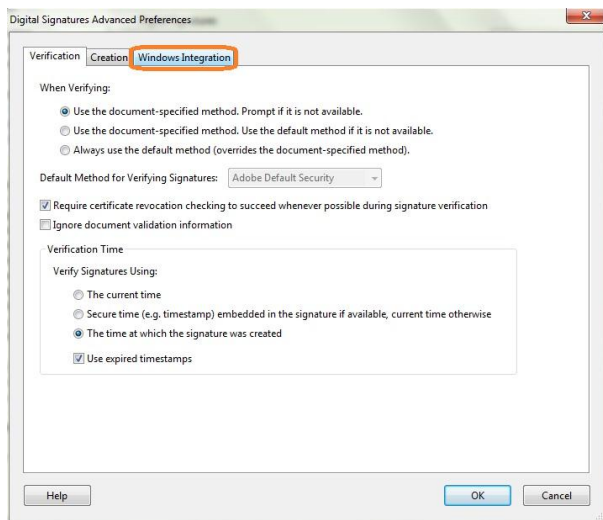 Digital Signatures Advanced Preferences
Verification Creation Windows Integration
When Verifying:
Use the document-specified method. Prompt if it is not available.
Use the document-specified method. Use the default method if it is not available.
Always use the default method (overrides the document-specified method).
Default Method for Verifying Signatures: Adobe Default Security
Require certificate revocation checking to succeed whenever possible during signature verification
Ignore document validation information
Verification Time
Verify Signatures Using:
The current time
Secure time (e.g. timestamp) embedded in the signature if available, current time otherwise
The time at which the signature was created
Use expired timestamps
Help OK Cancel